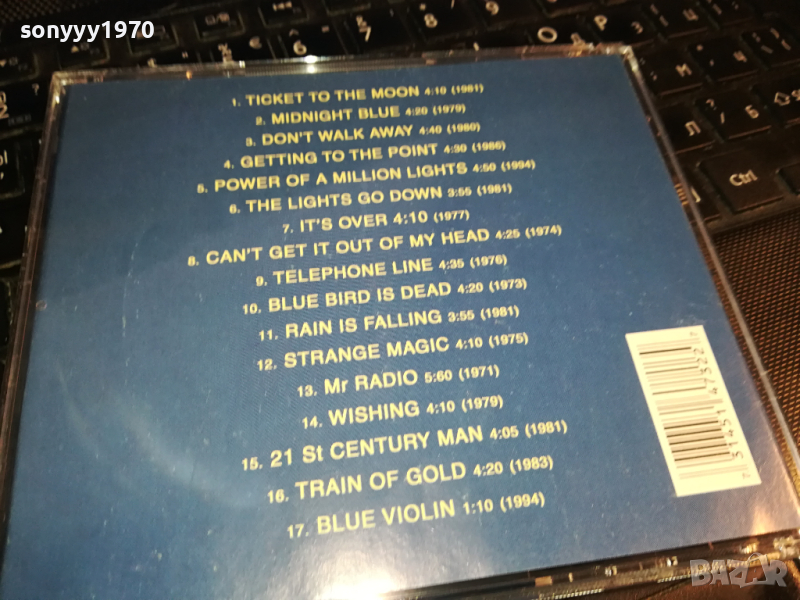 sonyyy1970
1. TICKET TO THE MOON 4:10 (1981)
2. MIDNIGHT BLUE 4:20 (1979)
3. DON'T WALK AWAY 4:40 (1980)
4. GETTING TO THE POINT 4:30 (1986)
5. POWER OF A MILLION LIGHTS 4:50 (1994)
6. THE LIGHTS GO DOWN 3:55 (1981)
7. IT'S OVER 4:10 (1977)
8. CAN'T GET IT OUT OF MY HEAD 4:25 (1974)
9. TELEPHONE LINE 4:35 (1976)
10. BLUE BIRD IS DEAD 4:20 (1973)
11. RAIN IS FALLING 3:55 (1981)
12. STRANGE MAGIC 4:10 (1975)
13. Mr RADIO 5:60 (1971)
14. WISHING 4:10 (1979)
15. 21 St CENTURY MAN 4:05 (1981)
16. TRAIN OF GOLD 4:20 (1983)
17. BLUE VIOLIN 1:10 (1994)
7 31451 47322 7
Ctrl
BAZAR